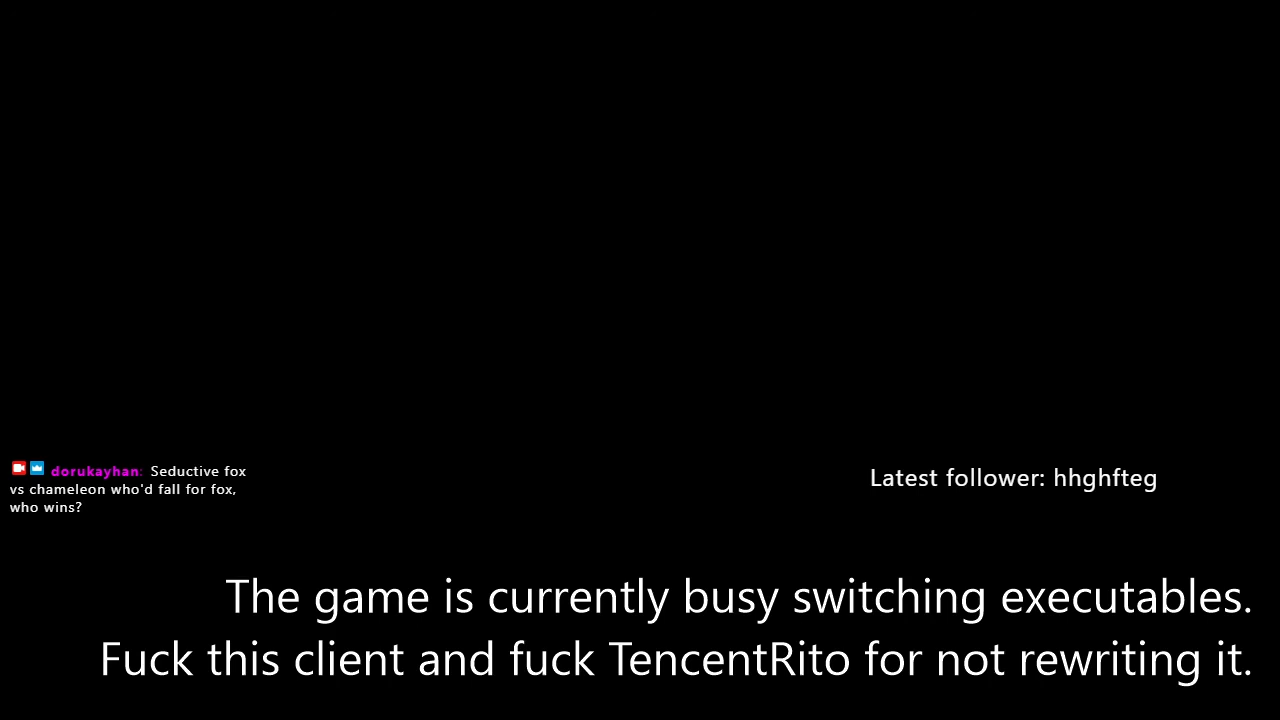 dorukayhan: Seductive fox
vs chameleon who'd fall for fox,
who wins?
Latest follower: hhghfteg
The game is currently busy switching executables.
Fuck this client and fuck TencentRito for not rewriting it.